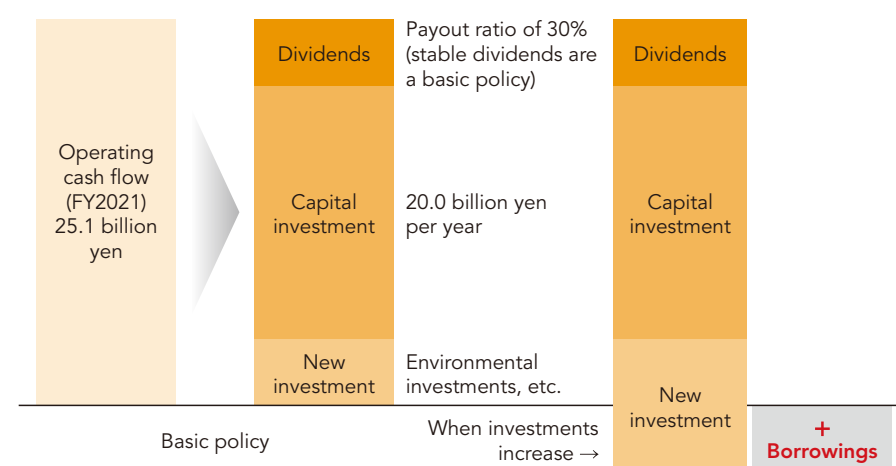 Operating
cash flow
(FY2021)
25.1 billion
yen
Dividends
Payout ratio of 30%
(stable dividends are
a basic policy)
Capital
investment
20.0 billion yen
per year
New
investment
Environmental
investments, etc.
Dividends
Capital
investment
New
investment
Basic policy
When investments
increase →
+
Borrowings